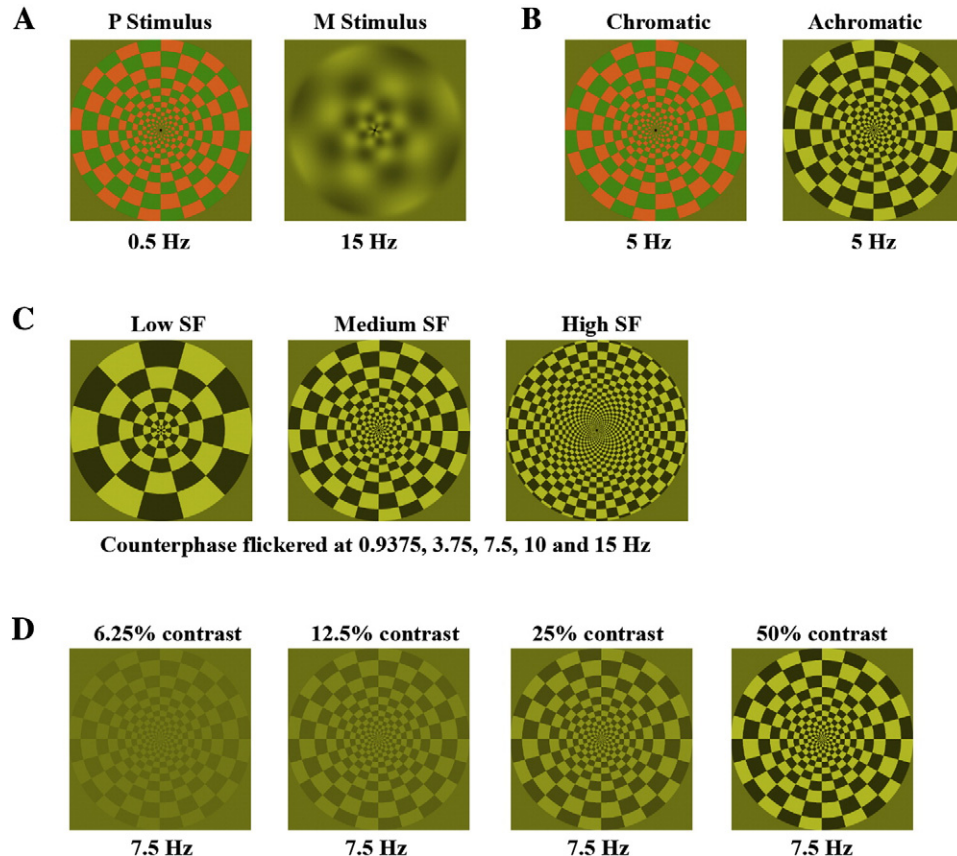 A
P Stimulus
M Stimulus
0.5 Hz
15 Hz
B
Chromatic
Achromatic
5 Hz
5 Hz
C
Low SF
Medium SF
High SF
Counterphase flickered at 0.9375, 3.75, 7.5, 10 and 15 Hz
D
6.25% contrast
12.5% contrast
25% contrast
50% contrast
7.5 Hz
7.5 Hz
7.5 Hz
7.5 Hz